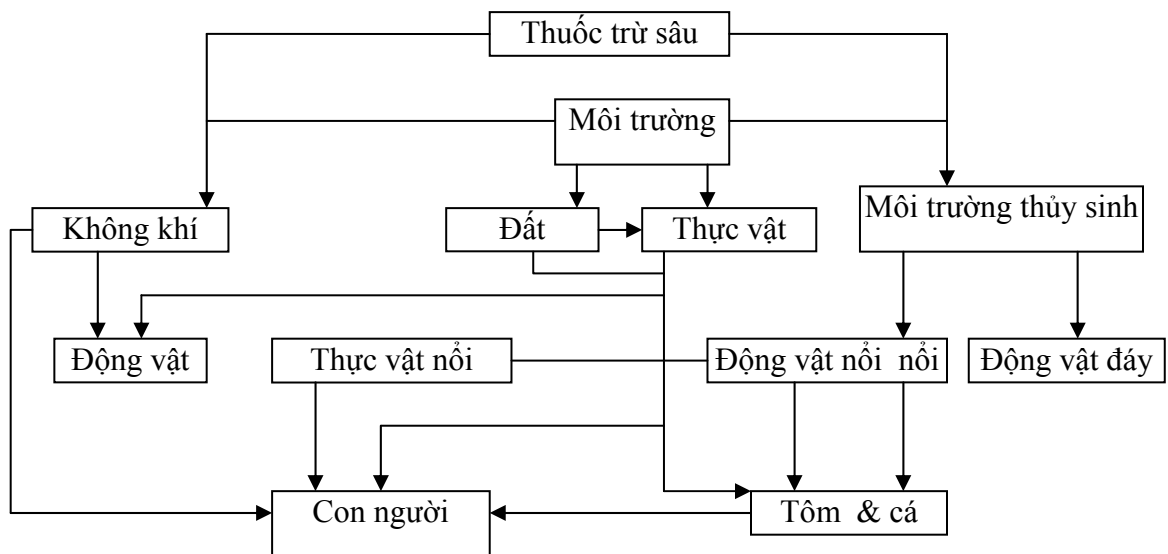 Thuốc trừ sâu
Môi trường
Không khí
Đất
Thực vật
Môi trường thủy sinh
Động vật
Thực vật nổi
Động vật nổi nổi
Động vật đáy
Con người
Tôm & cá